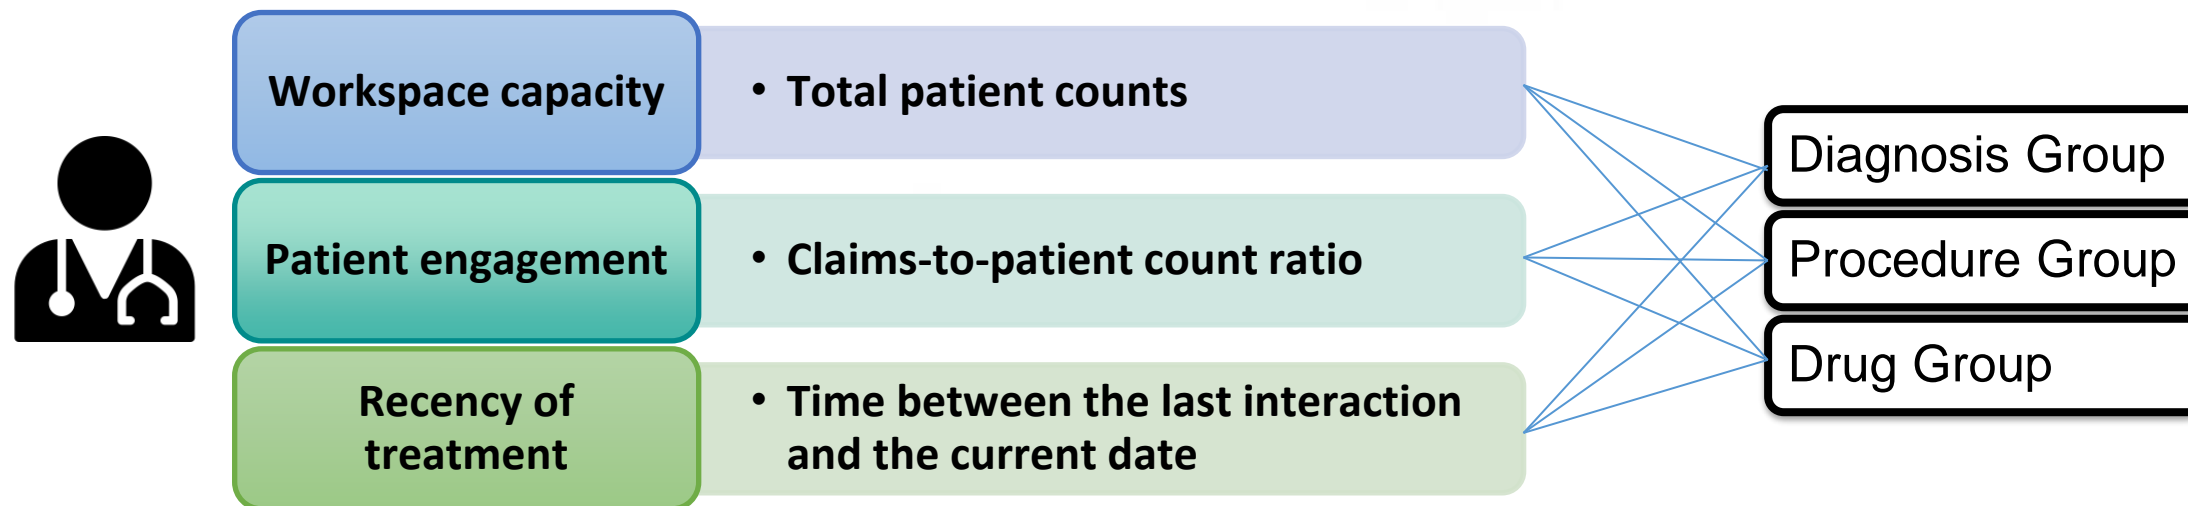 Workspace capacity
• Total patient counts
Patient engagement
• Claims-to-patient count ratio
Recency of
treatment
• Time between the last interaction
and the current date
Diagnosis Group
Procedure Group
Drug Group